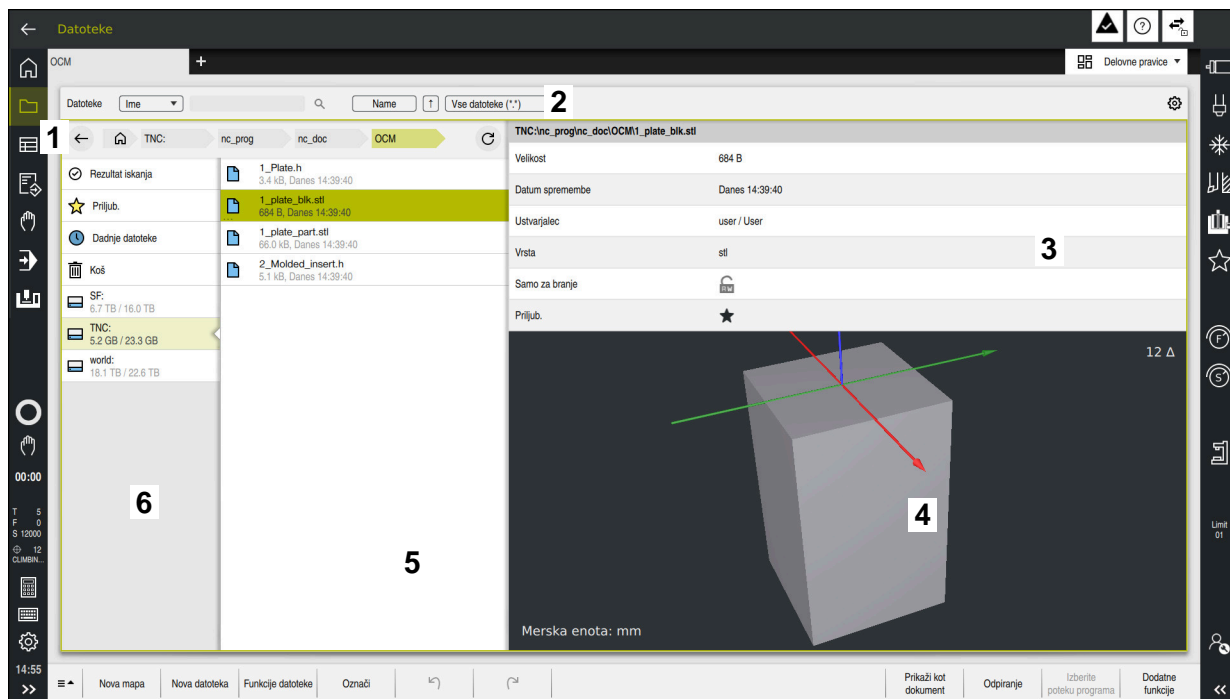 Datoteke
OCM
+
Delovne pravice
Datoteke
Ime
Name
↑
Vse datoteke (*.*)
2
1
TNC:
nc_prog
nc_doc
OCM
TNC:\nc_prog\nc_doc\OCM\1_plate_blk.stl
Rezultat iskanja
Priljub.
Dadnje datoteke
Koš
SF:
6.7 TB / 16.0 TB
TNC:
5.2 GB / 23.3 GB
world:
18.1 TB / 22.6 TB
6
1_Plate.h
3.4 kB, Danes 14:39:40
1_plate_blk.stl
684 B, Danes 14:39:40
1_plate_part.stl
66.0 kB, Danes 14:39:40
2_Molded_insert.h
5.1 kB, Danes 14:39:40
5
Velikost 684 B
Datum spremembe Danes 14:39:40
Ustvarjalec user / User
Vrsta stl
3
Samo za branje
RW
Priljub.
12 Δ
4
Merska enota: mm
00:00
T 5
F 0
S 12000
12
CLIMBIN...
14:55
F
S
Limit
01
Nova mapa
Nova datoteka
Funkcije datoteke
Označi
Prikaži kot
dokument
Odpiranje
Izberite
poteku programa
Dodatne
funkcije